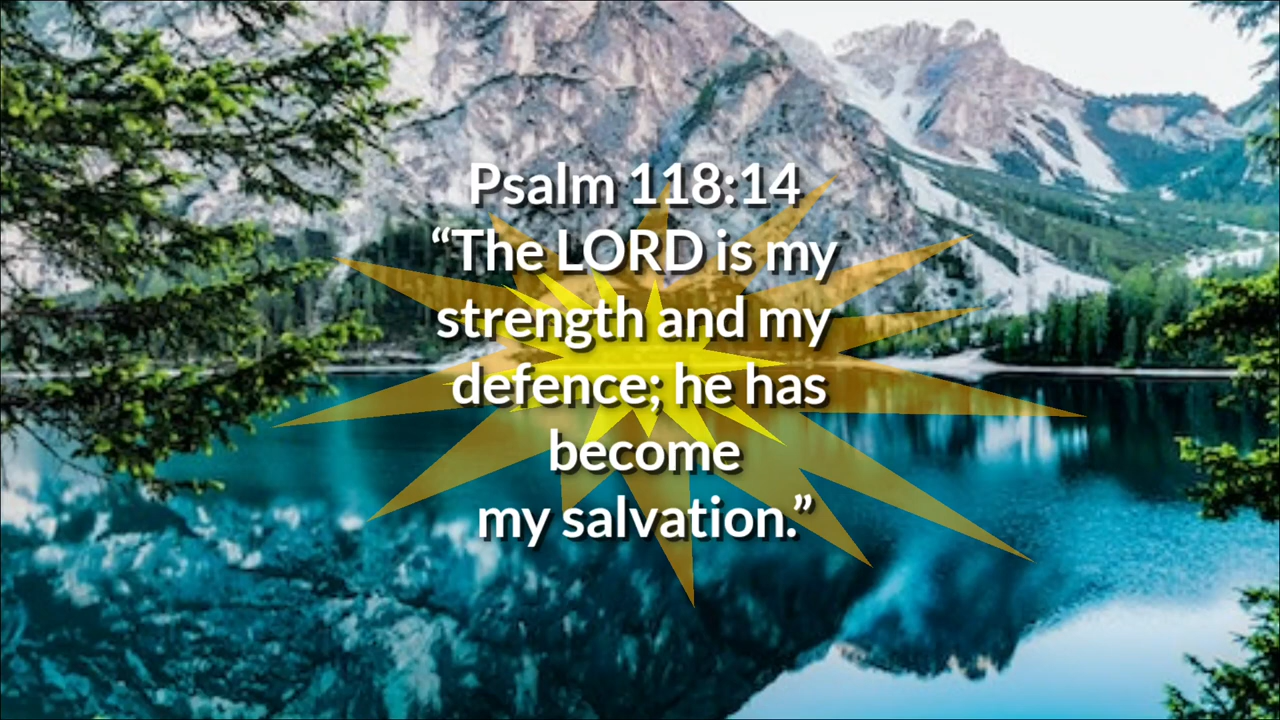 Psalm 118:14
“The LORD is my
strength and my
defence; he has
become
my salvation.”